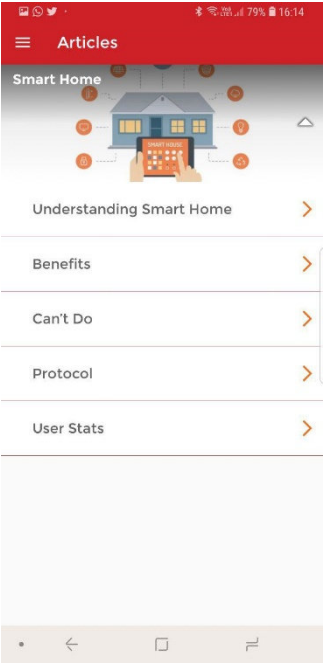 79% 16:14
Articles
Smart Home
SMART HOUSE
Understanding Smart Home
Benefits
Can't Do
Protocol
User Stats